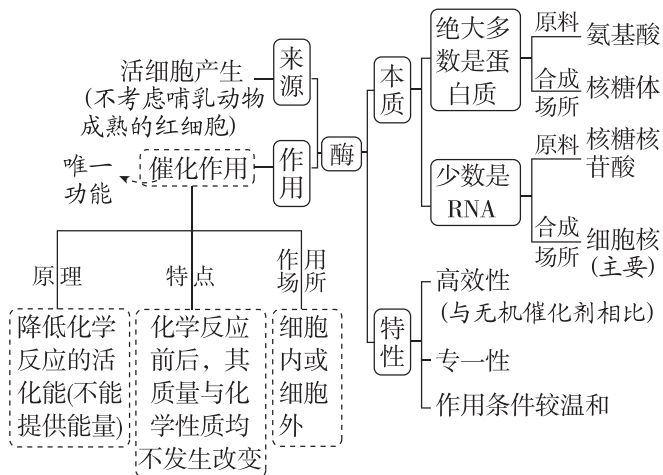 酶
来源
活细胞产生
(不考虑哺乳动物
成熟的红细胞)
作用
催化作用
唯一
功能
原理
降低化学
反应的活
化能(不能
提供能量)
特点
化学反应
前后，其
质量与化
学性质均
不发生改变
作用
场所
细胞
内或
细胞
外
本质
绝大多
数是蛋
白质
原料
氨基酸
合成
场所
核糖体
少数是
RNA
原料
核糖核
苷酸
合成
场所
细胞核
(主要)
特性
高效性
(与无机催化剂相比)
专一性
作用条件较温和